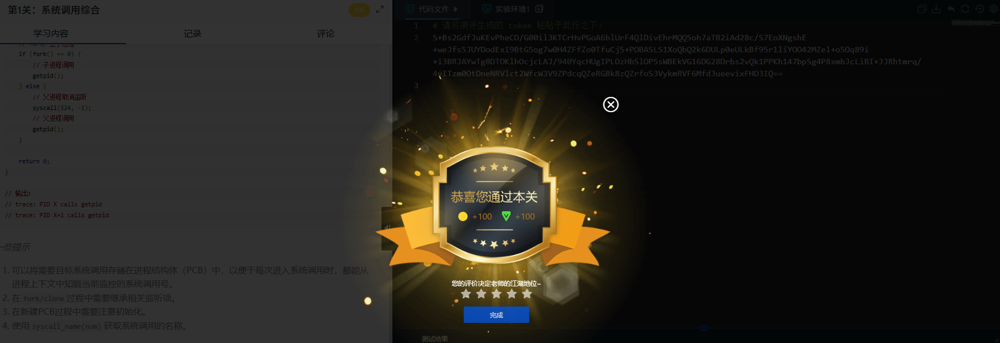 第1关：系统调用综合
100
学习内容
记录
评论
if (fork() == 0) {
// 子进程调用
getpid();
} else {
// 父进程取消监听
syscall(524, -1);
// 父进程调用
getpid();
}
return 0;
}
// 输出:
// trace: PID X calls getpid
// trace: PID X+1 calls getpid
一些提示
1. 可以将需要目标系统调用存储在进程结构体（PCB）中，以便于每次进入系统调用时，都能从
进程上下文中知晓当前监控的系统调用号。
2. 在 fork/clone 过程中需要继承相关监听项。
3. 在新建PCB过程中需要注意初始化。
4. 使用 syscall_name(num) 获取系统调用的名称。
代码文件
实验环境1
1 # 请将测评生成的 token 粘贴于此行之下:
2 S+Bs2GdfJuKEvPheCD/G00il3KTCrHvPGoA6blUrF4QlDivEhrMQQ5oh7aTB2iAd28c/S7EoXNgshE
+weJfs5JUYDodExI9BtG5og7w0H4ZFfZo0TfuCj5+POBASLS1XoQbQ2k6DULp0eULkBf95r1liYOO42MZel+o5Oq89i
+i3BRJAYwTg8DTOKlhOcjcLAJ/940YqcHUgIPLOzHbSlOP5sWBEkVG16DG28Drbs2vQk1PPKh147bpSg4P8xmbJcLiBI+JJRhtmrq/
4vITzm0OtDneNRVlct2WfcW3V9ZPdcqQZeRGBk8zQZrfoS3VykmRVF6Mfd3ueevixFHD3IQ==
3
恭喜您通过本关
+100 +100
您的评价决定老师的江湖地位~
完成
测试结果